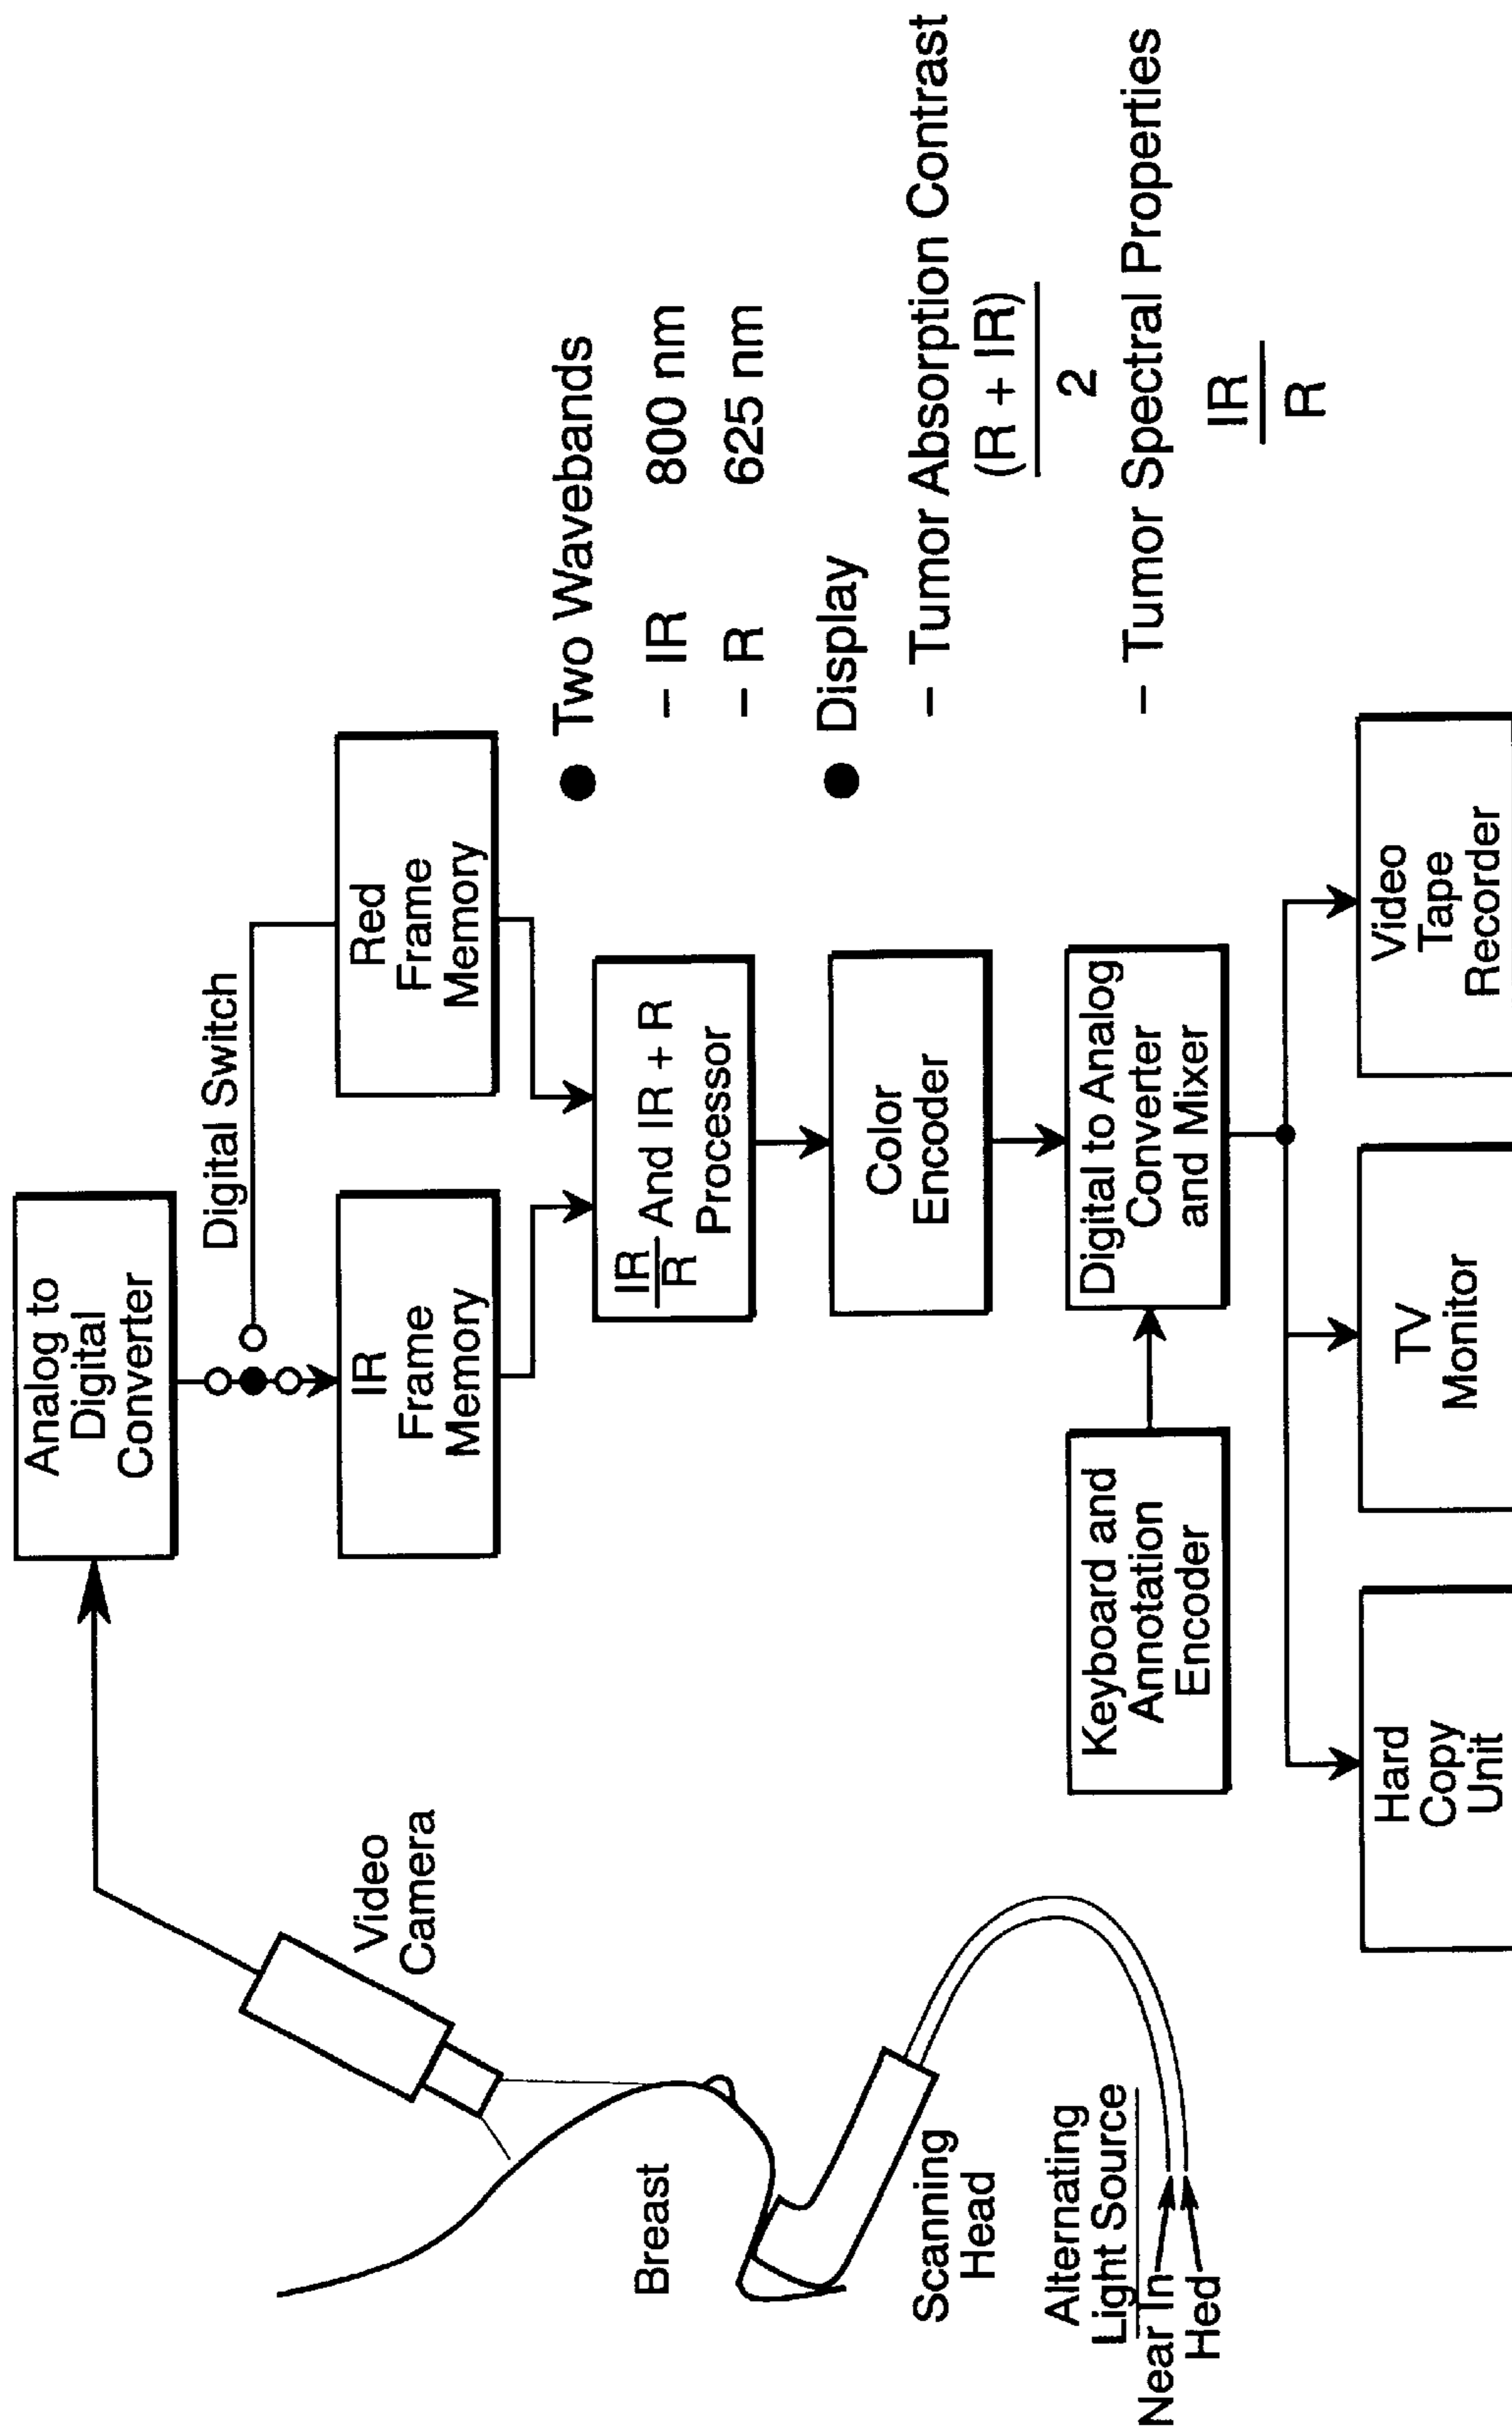 Analog to
Digital
Converter
Digital Switch
IR
Frame
Memory
Red
Frame
Memory
IR
R
And IR + R
Processor
Color
Encoder
Keyboard and
Annotation
Encoder
Digital to Analog
Converter
and Mixer
Hard
Copy
Unit
TV
Monitor
Video
Tape
Recorder
Video
Camera
Breast
Scanning
Head
Alternating
Light Source
Near In
Hed
● Two Wavebands
– IR 800 nm
– R 625 nm
● Display
– Tumor Absorption Contrast
(R + IR)
2
– Tumor Spectral Properties
IR
R